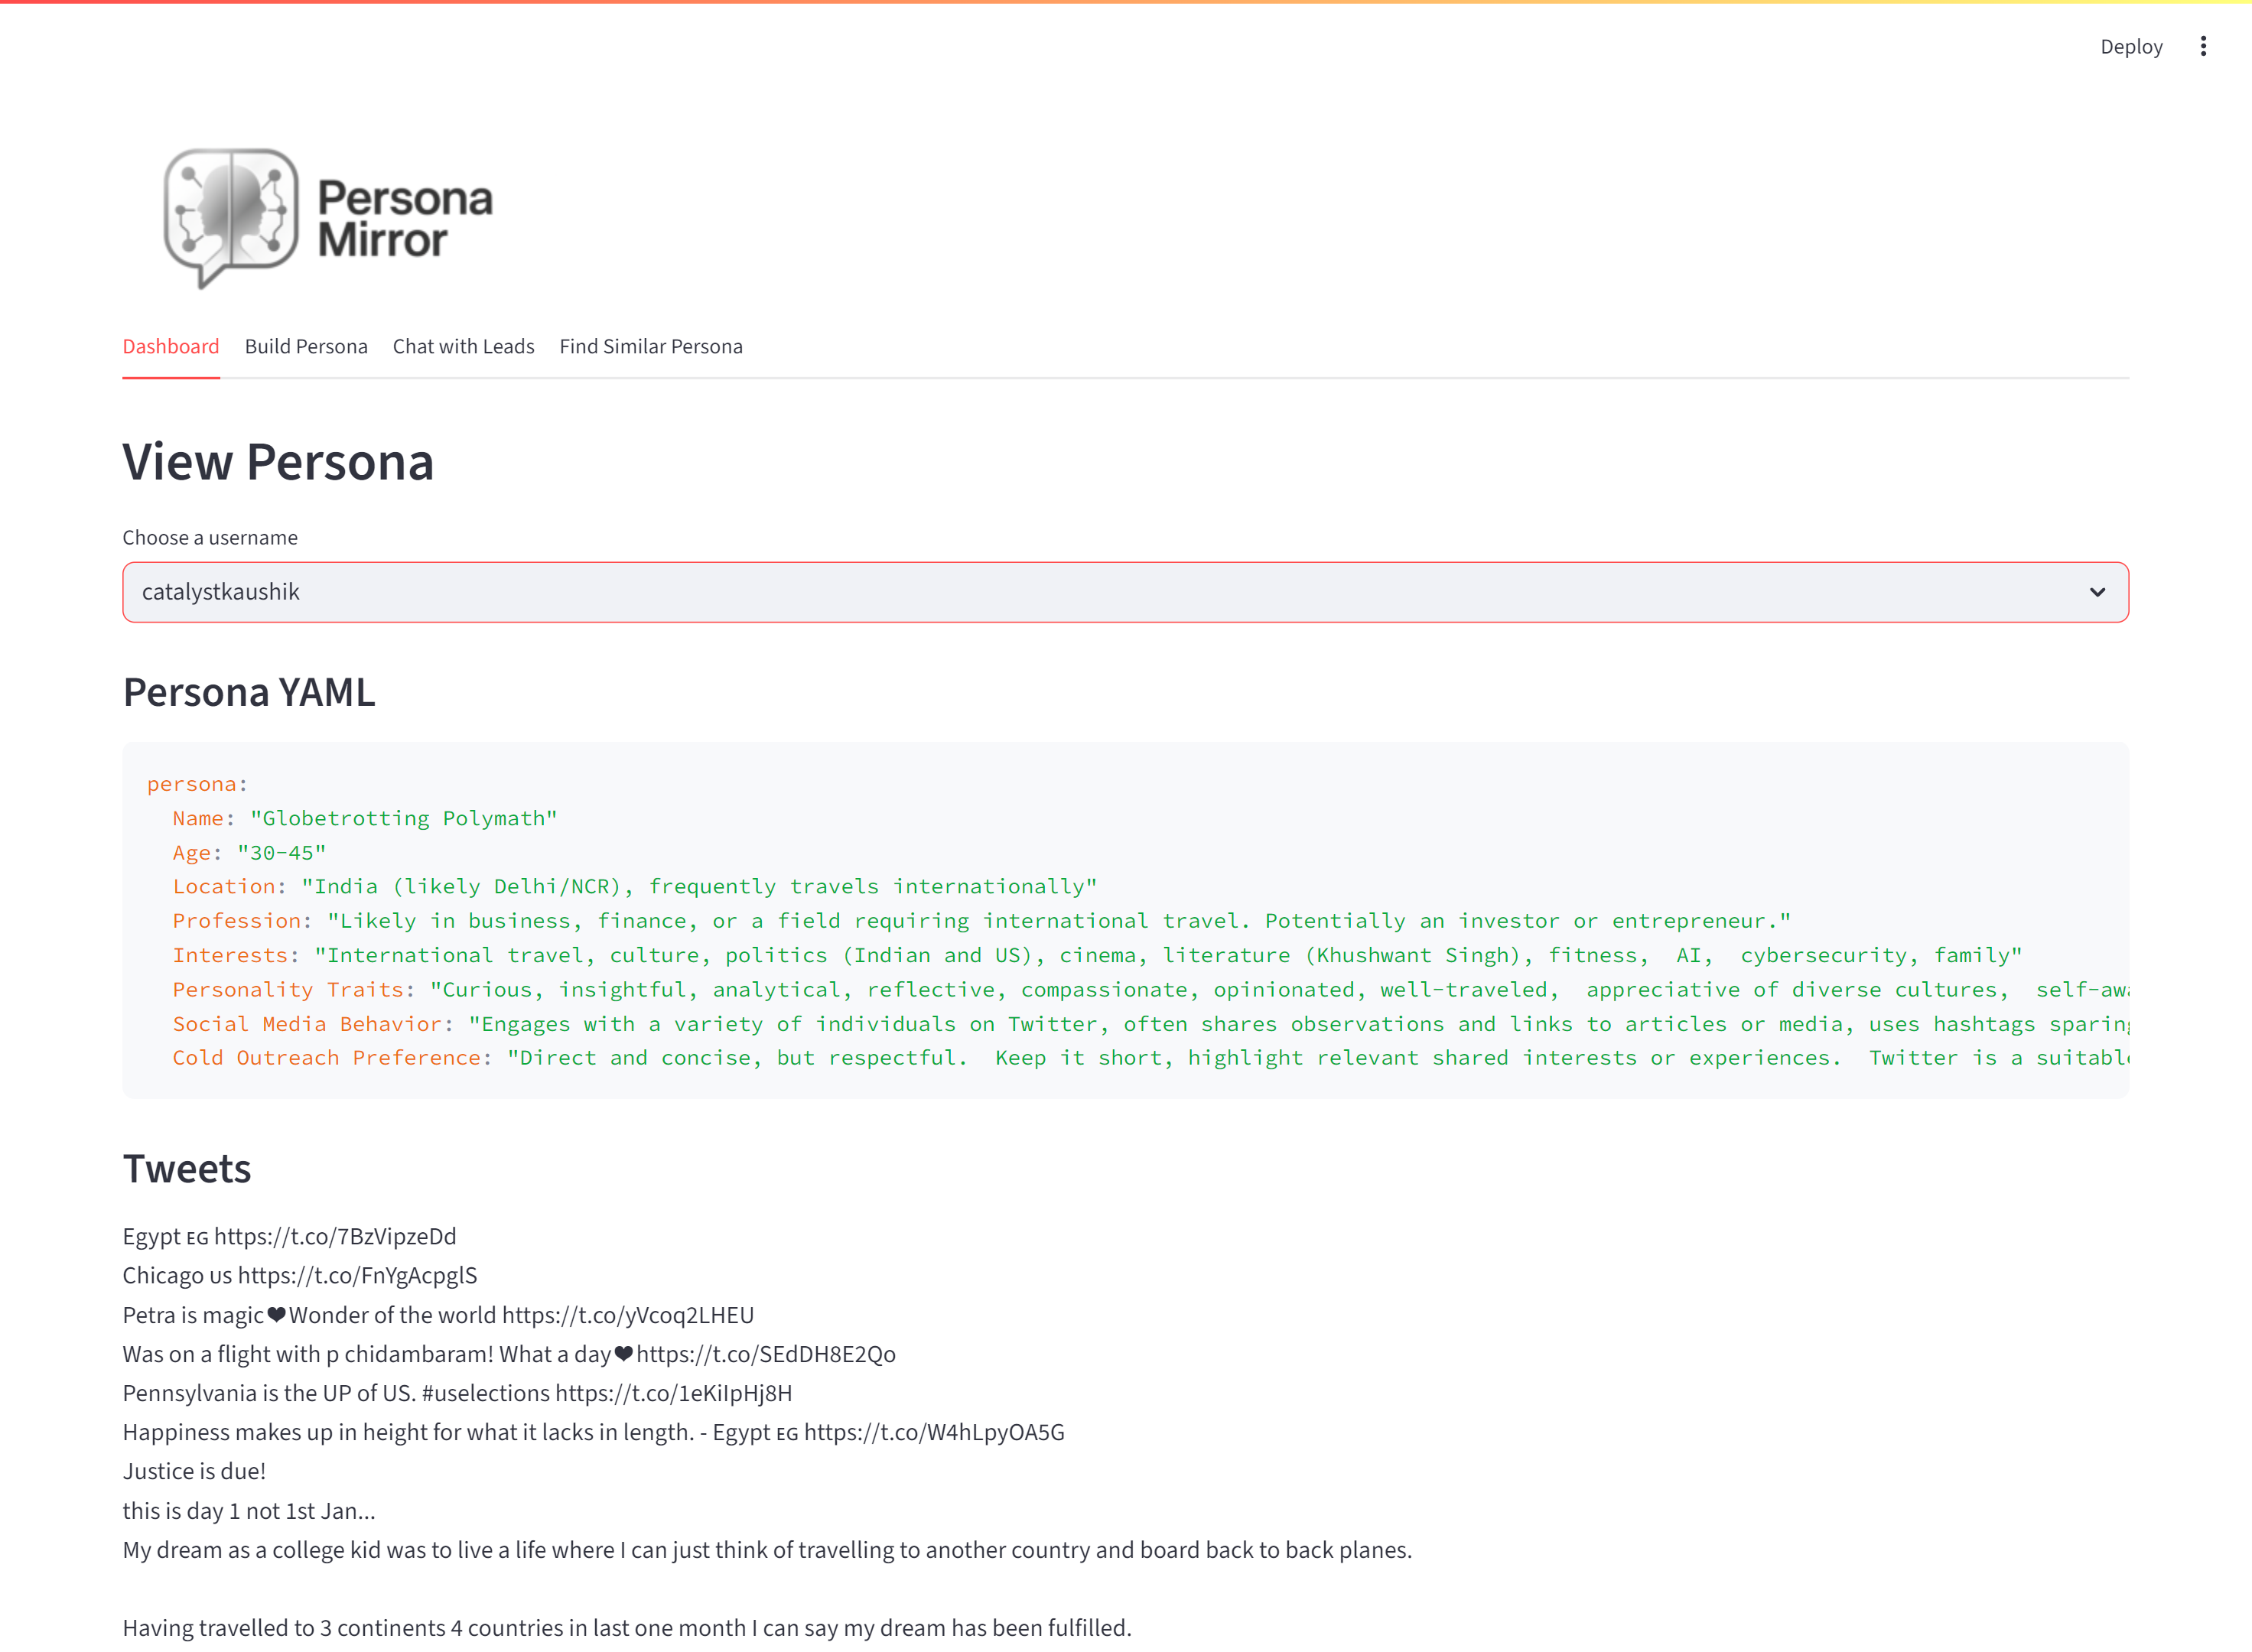 Deploy
Persona
Mirror
Dashboard Build Persona Chat with Leads Find Similar Persona
View Persona
Choose a username
catalystkaushik
Persona YAML
persona:
Name: "Globetrotting Polymath"
Age: "30-45"
Location: "India (likely Delhi/NCR), frequently travels internationally"
Profession: "Likely in business, finance, or a field requiring international travel. Potentially an investor or entrepreneur."
Interests: "International travel, culture, politics (Indian and US), cinema, literature (Khushwant Singh), fitness,  AI,  cybersecurity, family"
Personality Traits: "Curious, insightful, analytical, reflective, compassionate, opinionated, well-traveled,  appreciative of diverse cultures,  self-aw
Social Media Behavior: "Engages with a variety of individuals on Twitter, often shares observations and links to articles or media, uses hashtags sparing
Cold Outreach Preference: "Direct and concise, but respectful.  Keep it short, highlight relevant shared interests or experiences.  Twitter is a suitabl
Tweets
Egypt 🇪🇬 https://t.co/7BzVipzeDd
Chicago 🇺🇸 https://t.co/FnYgAcpglS
Petra is magic❤️Wonder of the world https://t.co/yVcoq2LHEU
Was on a flight with p chidambaram! What a day❤️https://t.co/SEdDH8E2Qo
Pennsylvania is the UP of US. #uselections https://t.co/1eKiIpHj8H
Happiness makes up in height for what it lacks in length. - Egypt 🇪🇬 https://t.co/W4hLpyOA5G
Justice is due!
this is day 1 not 1st Jan...
My dream as a college kid was to live a life where I can just think of travelling to another country and board back to back planes.
Having travelled to 3 continents 4 countries in last one month I can say my dream has been fulfilled.